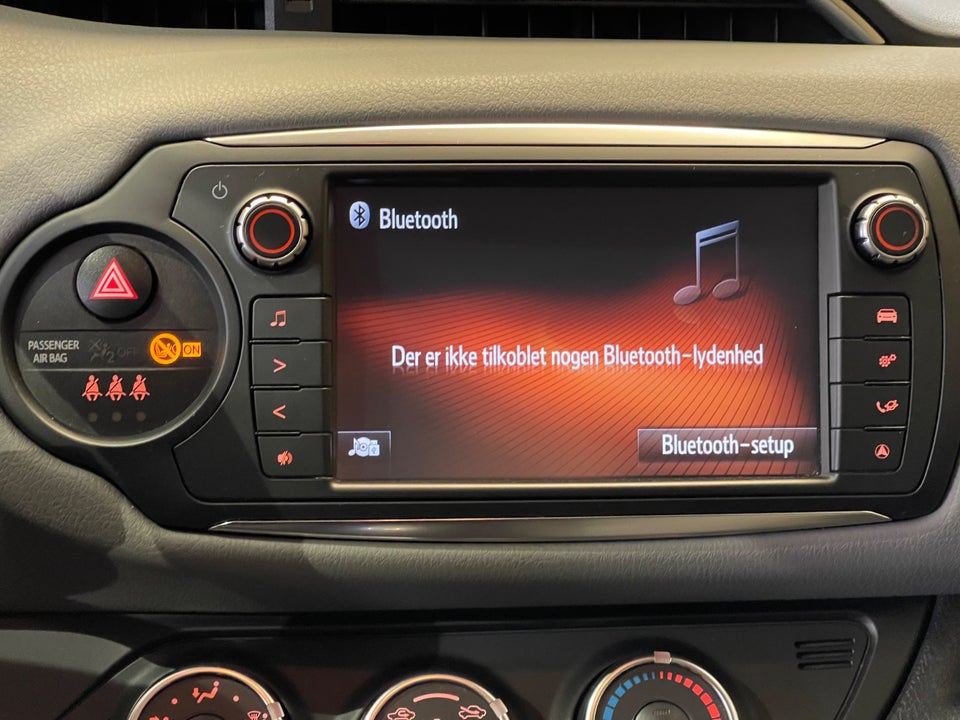 Bluetooth
PASSENGER
AIR BAG
OFF
ON
Der er ikke tilkoblet nogen Bluetooth-lydenhed
Bluetooth-setup